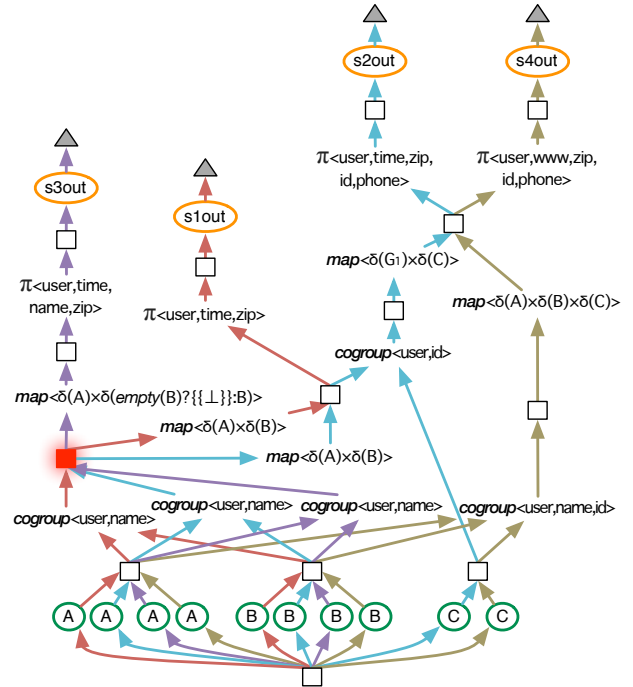 s2out
s4out
π<user,time,zip,
id,phone>
π<user,www,zip,
id,phone>
s3out
s1out
map<δ(G₁)×δ(C)>
π<user,time,
name,zip>
π<user,time,zip>
map<δ(A)×δ(B)×δ(C)>
cogroup<user,id>
map<δ(A)×δ(empty(B)?{{⊥}}:B)>
map<δ(A)×δ(B)>
map<δ(A)×δ(B)>
cogroup<user,name>
cogroup<user,name>
cogroup<user,name>
cogroup<user,name,id>
A A A A B B B B C C